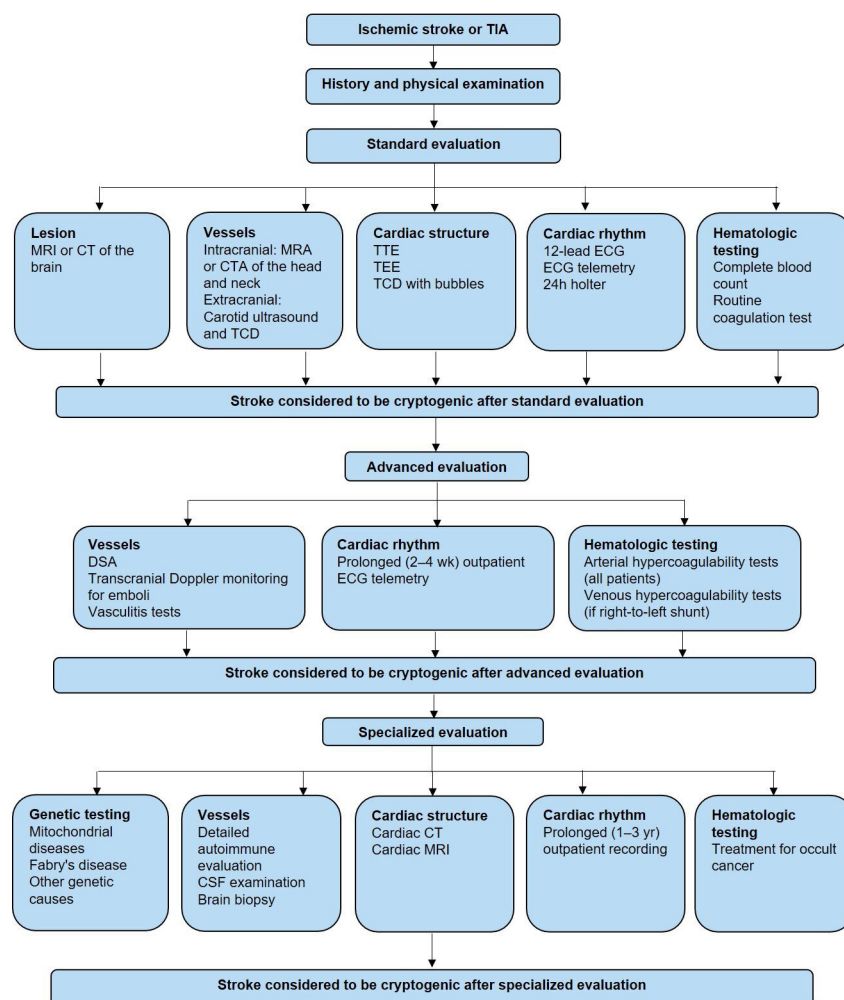 Ischemic stroke or TIA
History and physical examination
Standard evaluation
Lesion
MRI or CT of the
brain
Vessels
Intracranial: MRA
or CTA of the head
and neck
Extracranial:
Carotid ultrasound
and TCD
Cardiac structure
TTE
TEE
TCD with bubbles
Cardiac rhythm
12-lead ECG
ECG telemetry
24h holter
Hematologic
testing
Complete blood
count
Routine
coagulation test
Stroke considered to be cryptogenic after standard evaluation
Advanced evaluation
Vessels
DSA
Transcranial Doppler monitoring
for emboli
Vasculitis tests
Cardiac rhythm
Prolonged (2–4 wk) outpatient
ECG telemetry
Hematologic testing
Arterial hypercoagulability tests
(all patients)
Venous hypercoagulability tests
(if right-to-left shunt)
Stroke considered to be cryptogenic after advanced evaluation
Specialized evaluation
Genetic testing
Mitochondrial
diseases
Fabry's disease
Other genetic
causes
Vessels
Detailed
autoimmune
evaluation
CSF examination
Brain biopsy
Cardiac structure
Cardiac CT
Cardiac MRI
Cardiac rhythm
Prolonged (1–3 yr)
outpatient recording
Hematologic
testing
Treatment for occult
cancer
Stroke considered to be cryptogenic after specialized evaluation